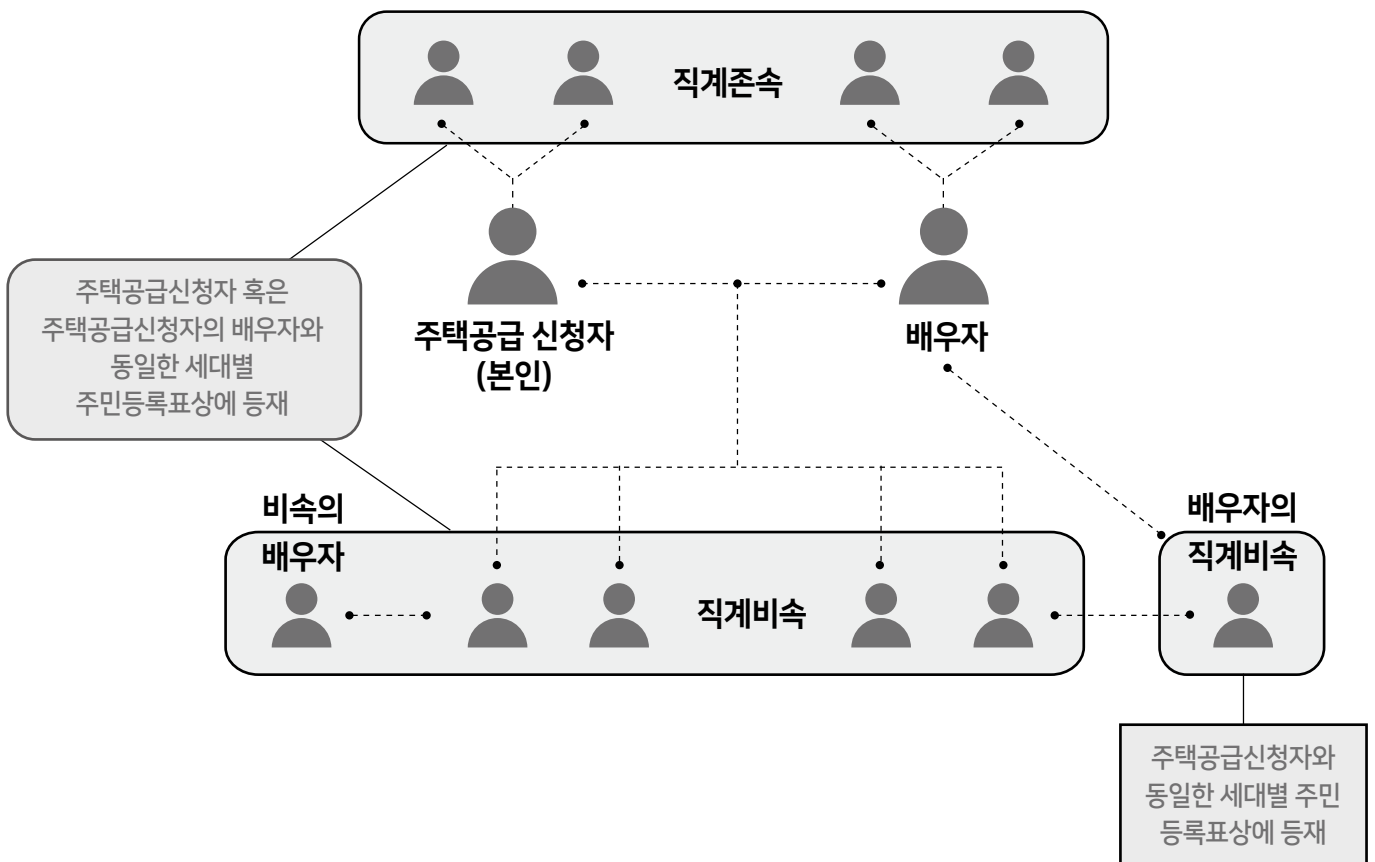 직계존속
주택공급신청자 혹은
주택공급신청자의 배우자와
동일한 세대별
주민등록표상에 등재
주택공급 신청자
(본인)
배우자
비속의
배우자
직계비속
배우자의
직계비속
주택공급신청자와
동일한 세대별 주민
등록표상에 등재